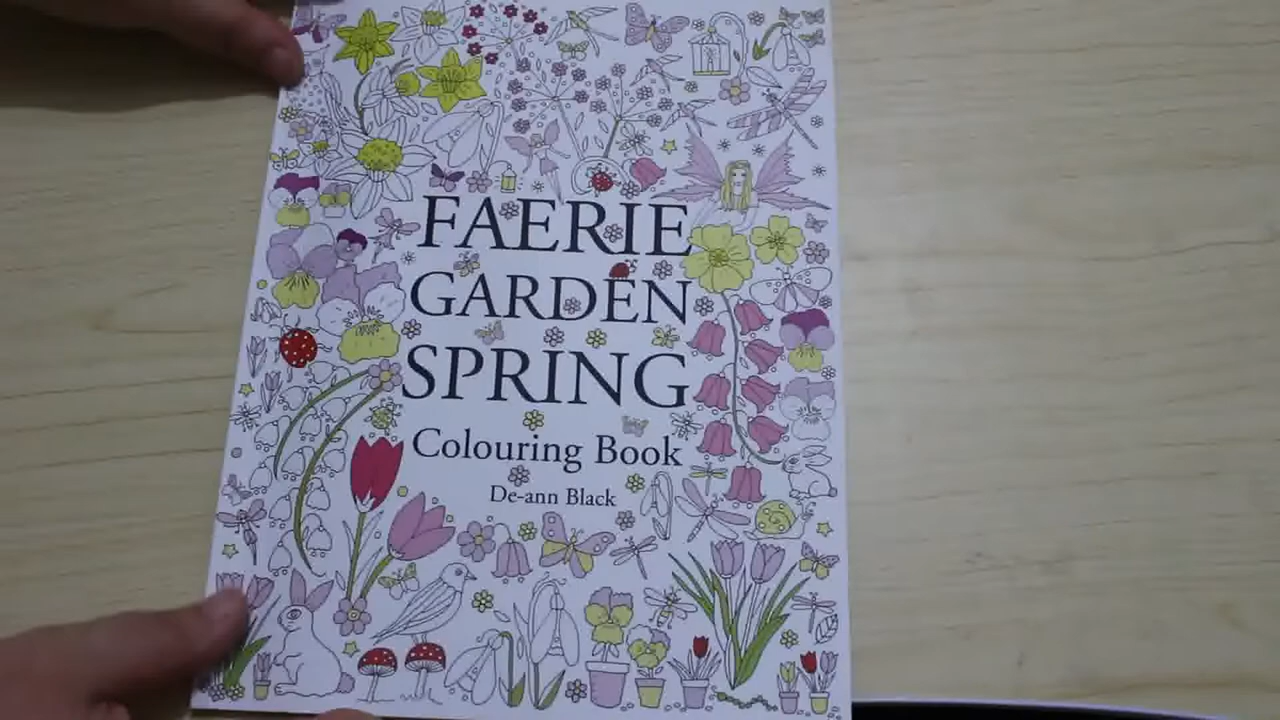 FAERIE
GARDEN
SPRING
Colouring Book
De-ann Black